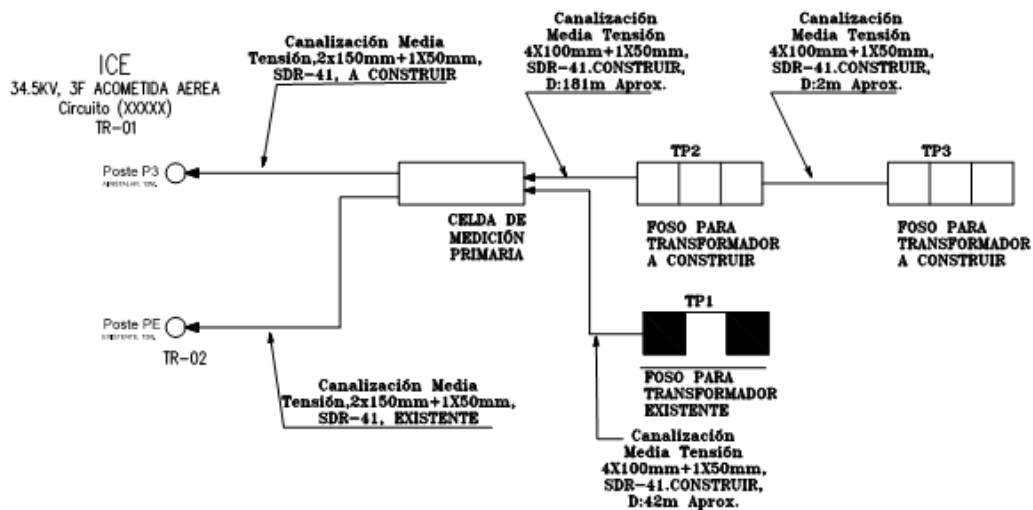 ICE
34.5KV, 3F ACOMETIDA AEREA
Círcuito (XXXXX)
TR-01
Canalización Media
Tensión,2x150mm+1X50mm,
SDR-41, A CONSTRUIR
Canalización
Media Tensión
4X100mm+1X50mm,
SDR-41.CONSTRUIR,
D:181m Aprox.
Canalización
Media Tensión
4X100mm+1X50mm,
SDR-41.CONSTRUIR,
D:2m Aprox.
Poste P3
CELDA DE
MEDICIÓN
PRIMARIA
TP2
FOSO PARA
TRANSFORMADOR
A CONSTRUIR
TP3
FOSO PARA
TRANSFORMADOR
A CONSTRUIR
Poste PE
TR-02
TP1
FOSO PARA
TRANSFORMADOR
EXISTENTE
Canalización Media
Tensión,2x150mm+1X50mm,
SDR-41, EXISTENTE
Canalización
Media Tensión
4X100mm+1X50mm,
SDR-41.CONSTRUIR,
D:42m Aprox.